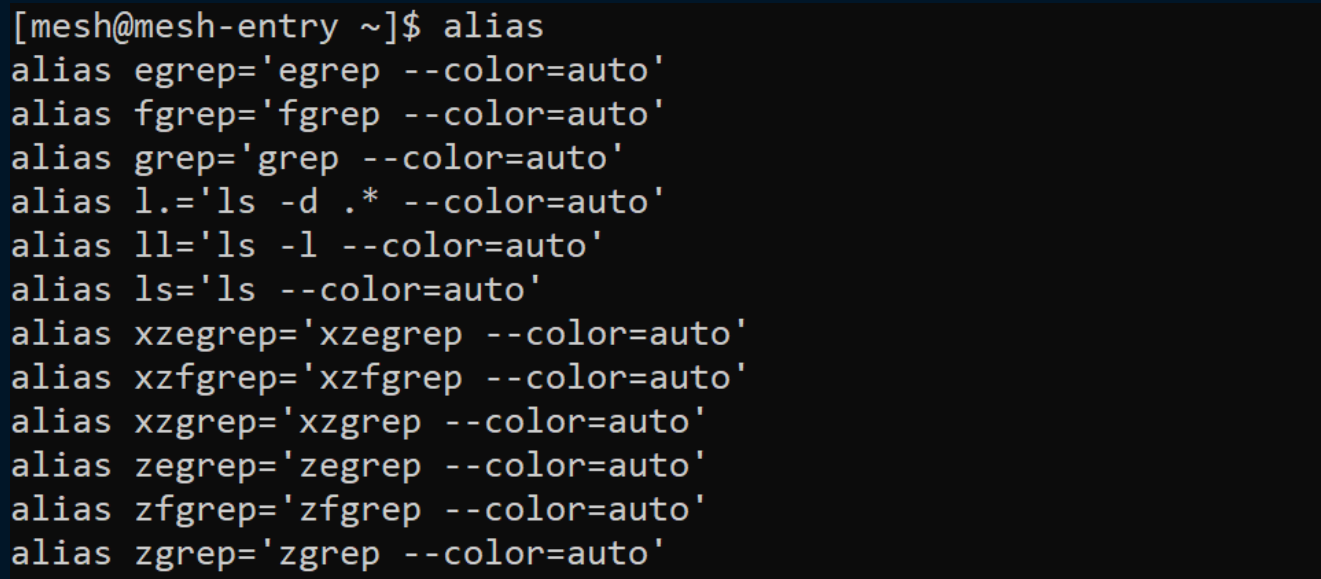 [mesh@mesh-entry ~]$ alias
alias egrep='egrep --color=auto'
alias fgrep='fgrep --color=auto'
alias grep='grep --color=auto'
alias l.='ls -d .* --color=auto'
alias ll='ls -l --color=auto'
alias ls='ls --color=auto'
alias xzegrep='xzegrep --color=auto'
alias xzfgrep='xzfgrep --color=auto'
alias xzgrep='xzgrep --color=auto'
alias zegrep='zegrep --color=auto'
alias zfgrep='zfgrep --color=auto'
alias zgrep='zgrep --color=auto'